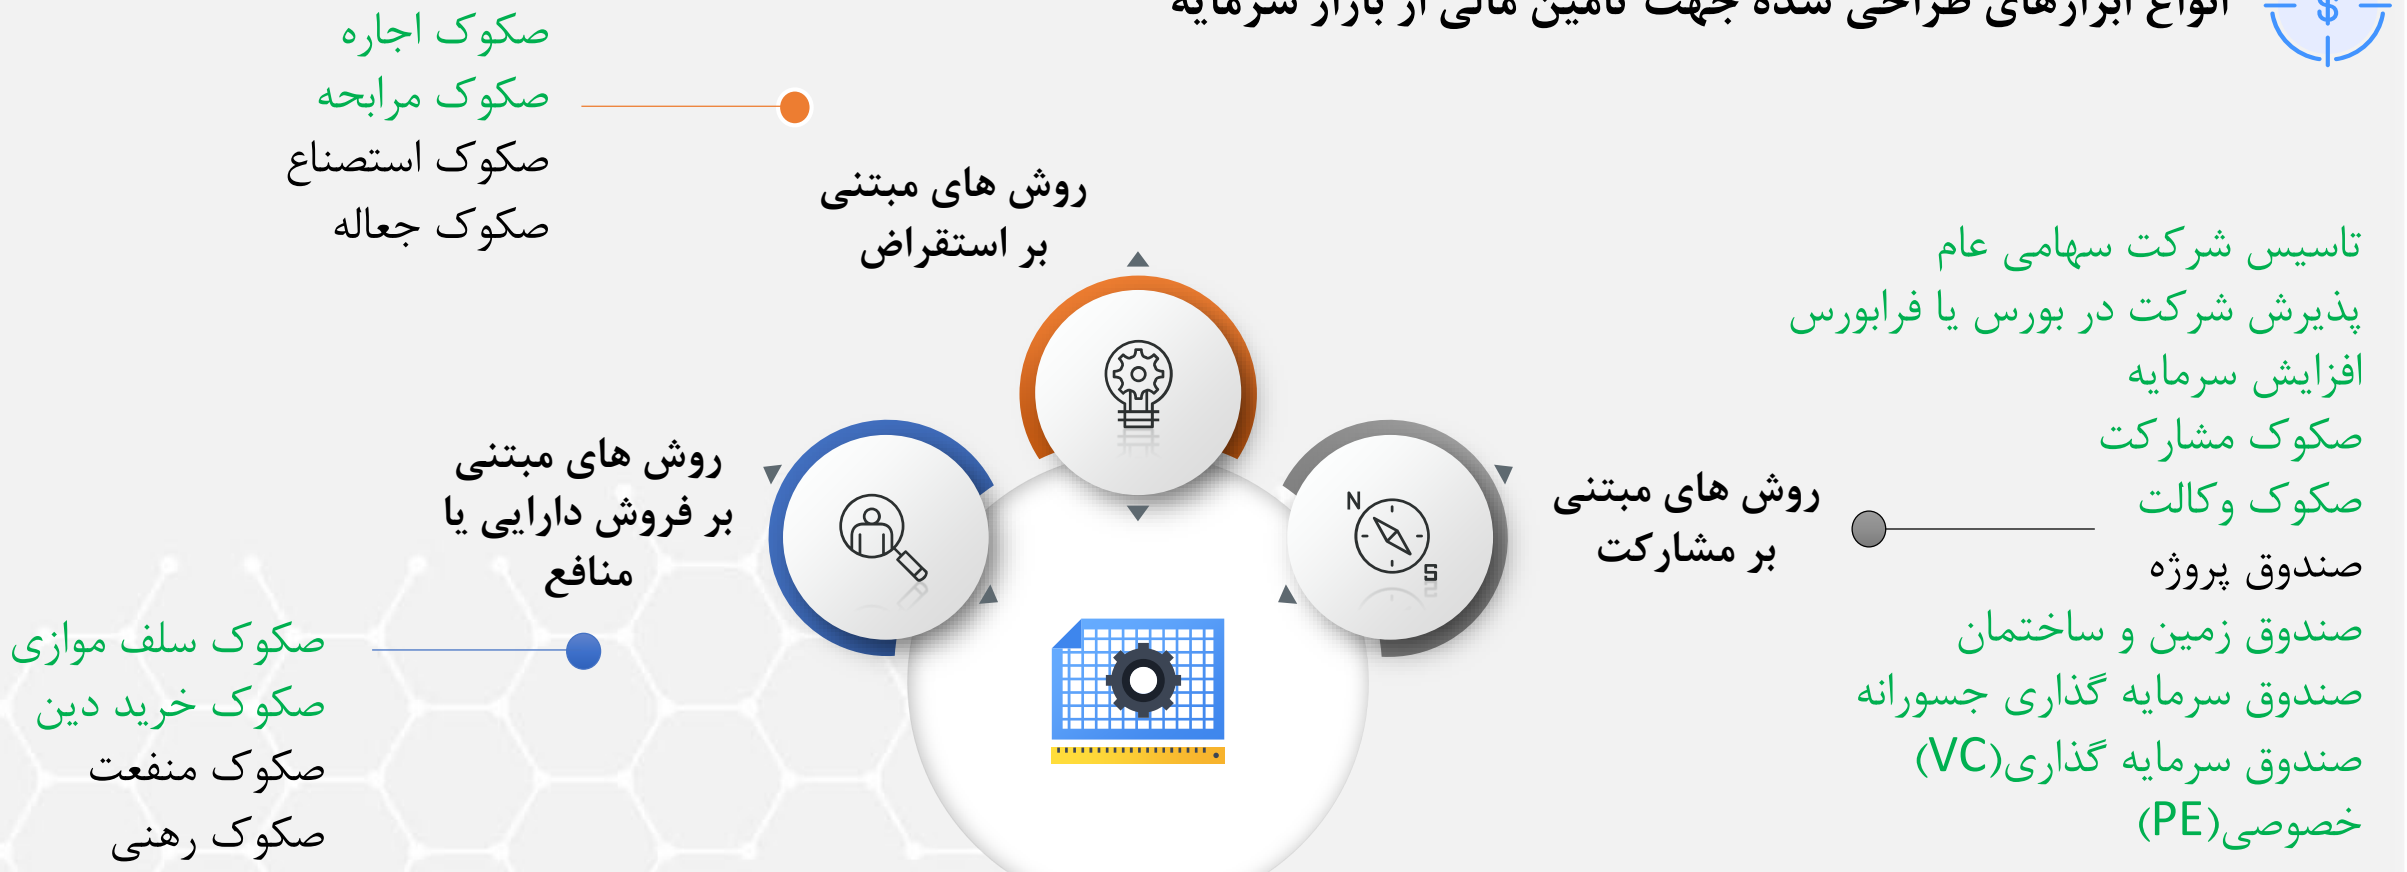 انواع ابزارهای طراحی شده جهت تامین مالی از بازار سرمایه
$
صکوک اجاره
صکوک مرابحه
صکوک استصناع
صکوک جعاله
روش های مبتنی
بر استقراض
تاسیس شرکت سهامی عام
پذیرش شرکت در بورس یا فرابورس
افزایش سرمایه
صکوک مشارکت
صکوک وکالت
صندوق پروژه
صندوق زمین و ساختمان
صندوق سرمایه گذاری جسورانه
صندوق سرمایه گذاری(VC)
خصوصی(PE)
روش های مبتنی
بر مشارکت
N
S
روش های مبتنی
بر فروش دارایی یا
منافع
صکوک سلف موازی
صکوک خرید دین
صکوک منفعت
صکوک رهنی